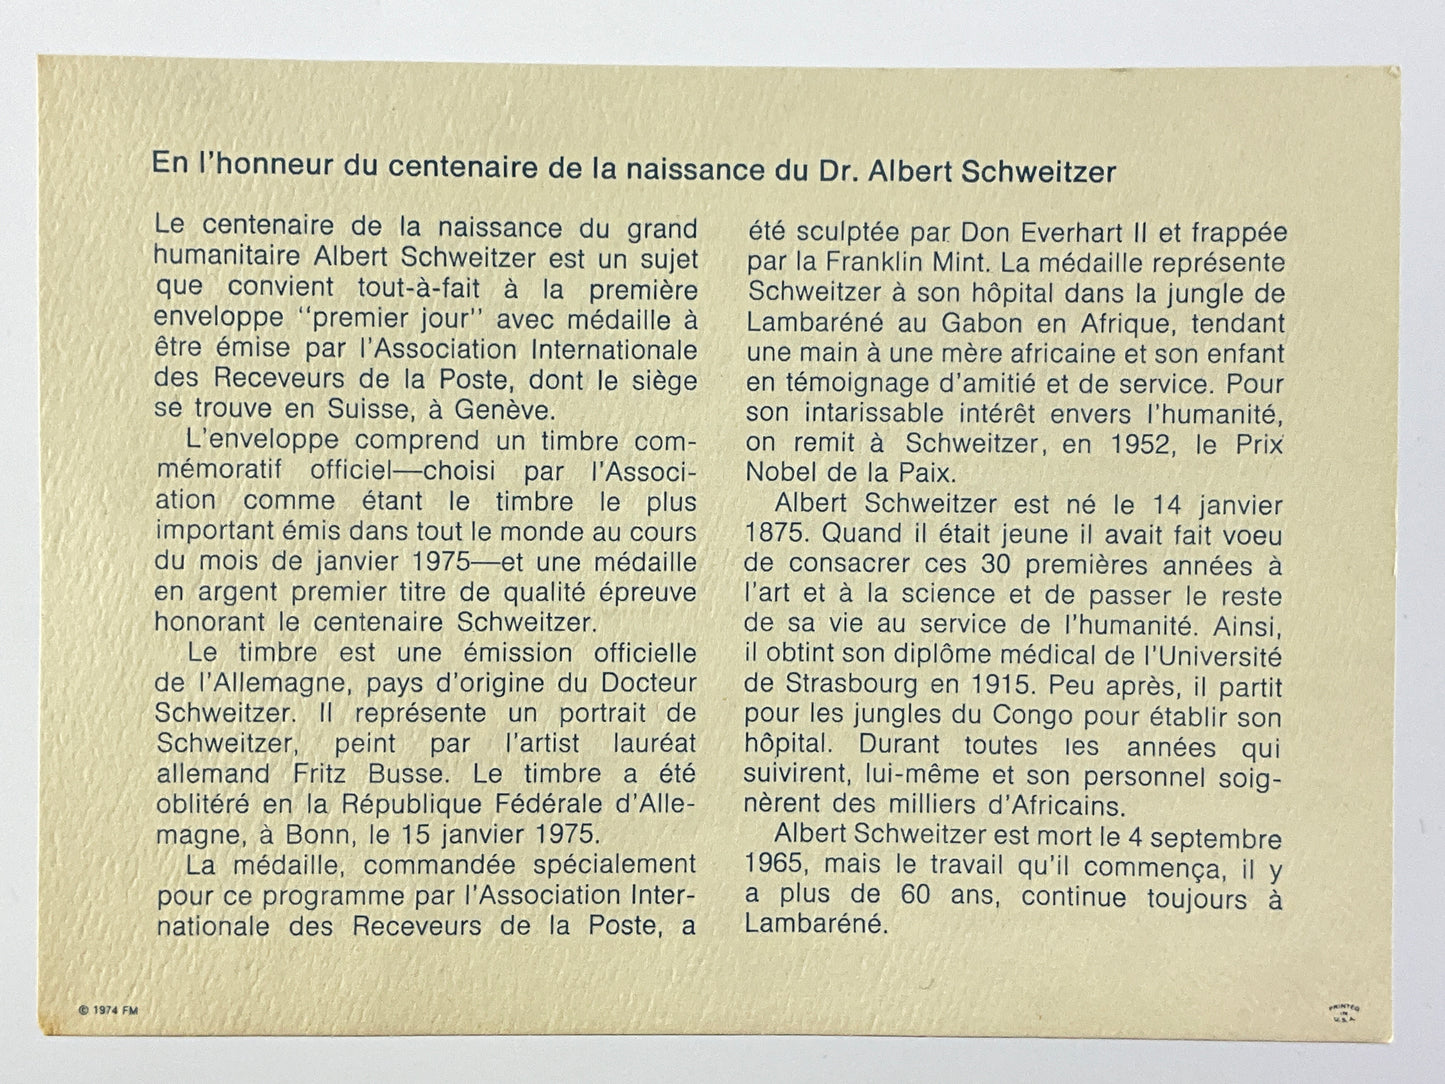 En l'honneur du centenaire de la naissance du Dr. Albert Schweitzer
Le centenaire de la naissance du grand
humanitaire Albert Schweitzer est un sujet
que convient tout-à-fait à la première
enveloppe ''premier jour'' avec médaille à
être émise par l'Association Internationale
des Receveurs de la Poste, dont le siège
se trouve en Suisse, à Genève.
L'enveloppe comprend un timbre com-
mémoratif officiel—choisi par l'Associ-
ation comme étant le timbre le plus
important émis dans tout le monde au cours
du mois de janvier 1975—et une médaille
en argent premier titre de qualité épreuve
honorant le centenaire Schweitzer.
Le timbre est une émission officielle
de l'Allemagne, pays d'origine du Docteur
Schweitzer. Il représente un portrait de
Schweitzer, peint par l'artist lauréat
allemand Fritz Busse. Le timbre a été
oblitéré en la République Fédérale d'Alle-
magne, à Bonn, le 15 janvier 1975.
La médaille, commandée spécialement
pour ce programme par l'Association Inter-
nationale des Receveurs de la Poste, a
été sculptée par Don Everhart II et frappée
par la Franklin Mint. La médaille représente
Schweitzer à son hôpital dans la jungle de
Lambaréné au Gabon en Afrique, tendant
une main à une mère africaine et son enfant
en témoignage d'amitié et de service. Pour
son intarissable intérêt envers l'humanité,
on remit à Schweitzer, en 1952, le Prix
Nobel de la Paix.
Albert Schweitzer est né le 14 janvier
1875. Quand il était jeune il avait fait voeu
de consacrer ces 30 premières années à
l'art et à la science et de passer le reste
de sa vie au service de l'humanité. Ainsi,
il obtint son diplôme médical de l'Université
de Strasbourg en 1915. Peu après, il partit
pour les jungles du Congo pour établir son
hôpital. Durant toutes les années qui
suivirent, lui-même et son personnel soig-
nèrent des milliers d'Africains.
Albert Schweitzer est mort le 4 septembre
1965, mais le travail qu'il commença, il y
a plus de 60 ans, continue toujours à
Lambaréné.
© 1974 FM
PRINTED
IN
U.S.A.